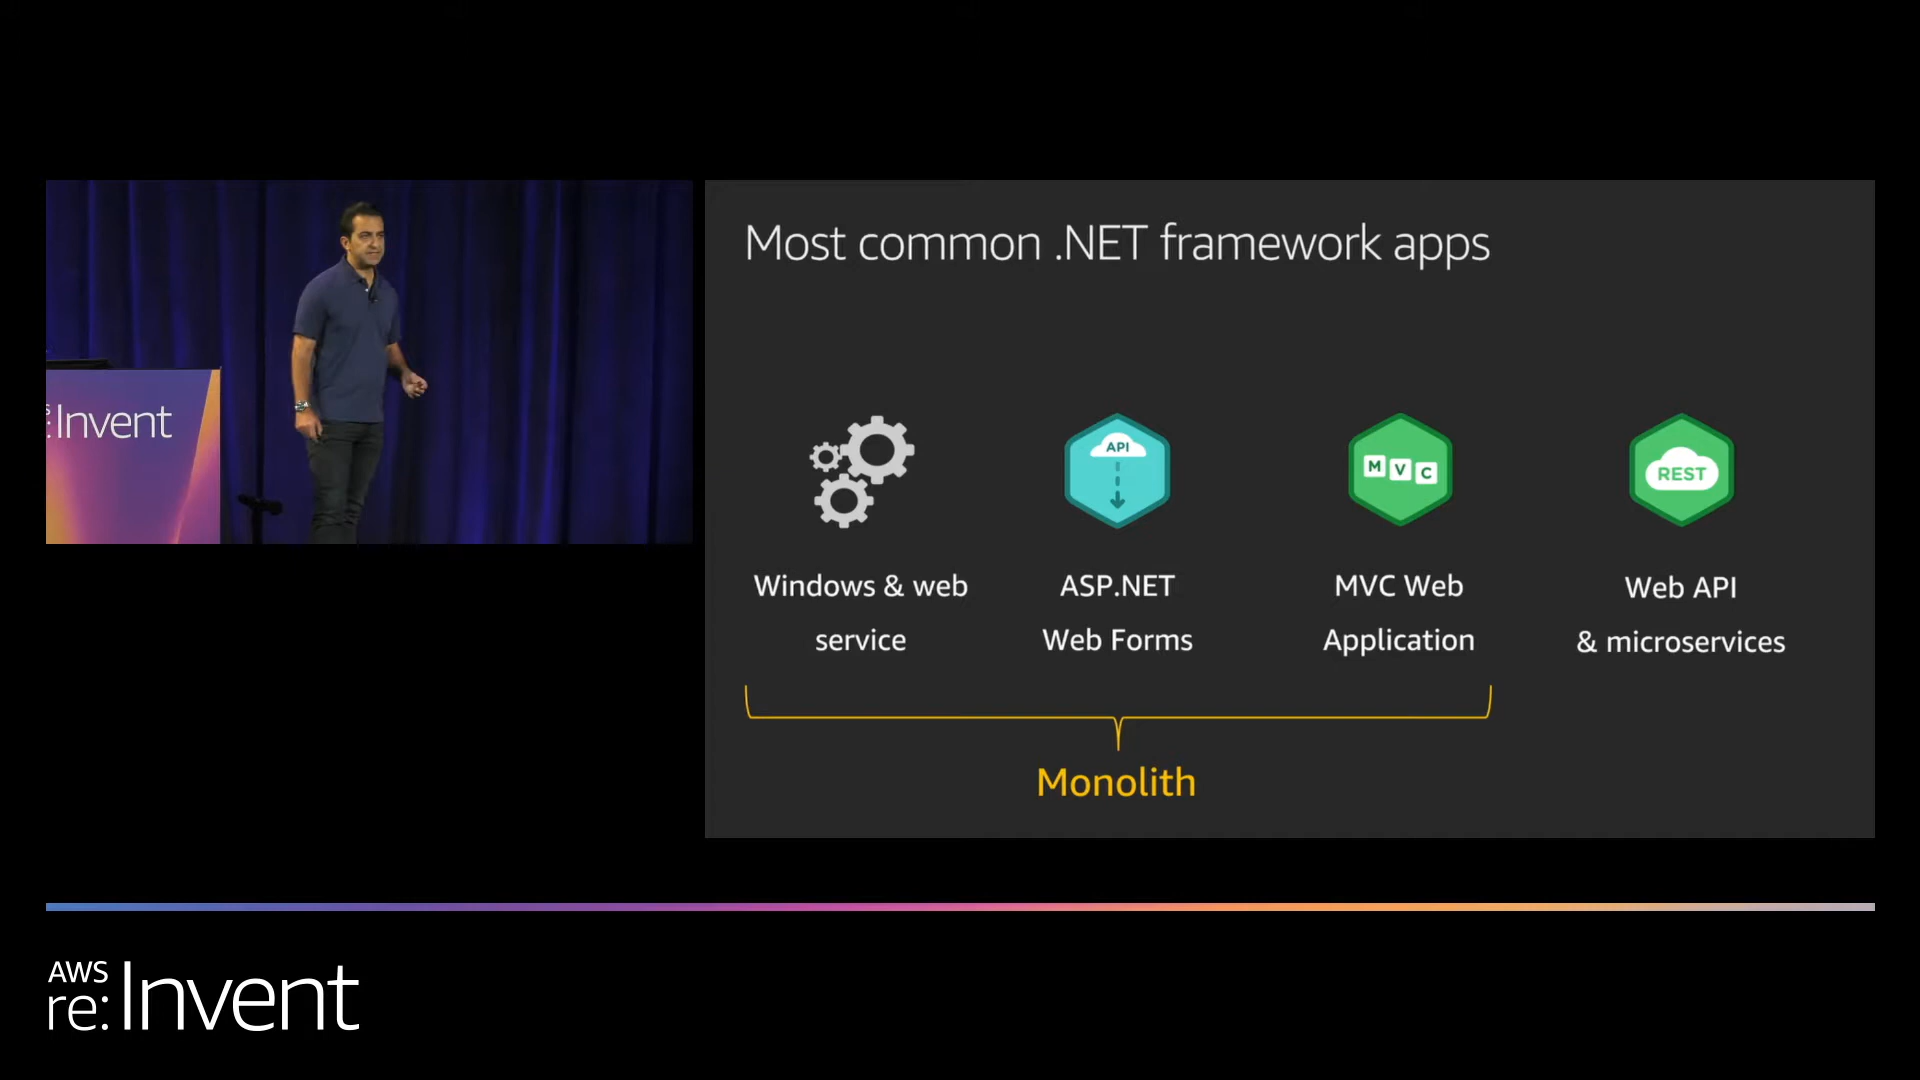 Most common .NET framework apps
API
M V C
REST
Windows & web
service
ASP.NET
Web Forms
MVC Web
Application
Web API
& microservices
Monolith
:Invent
AWS
re:Invent